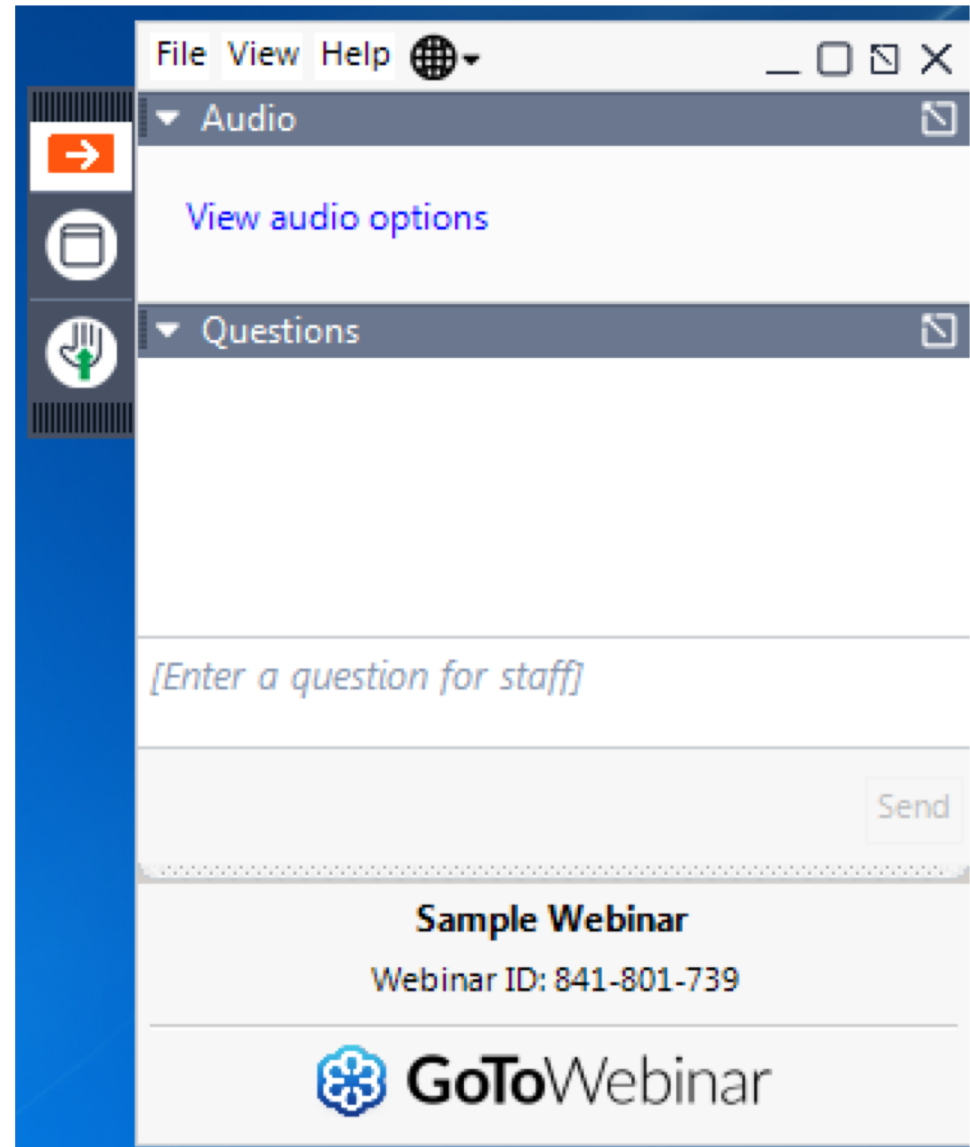 File View Help
Audio
View audio options
Questions
[Enter a question for staff]
Send
Sample Webinar
Webinar ID: 841-801-739
GoToWebinar